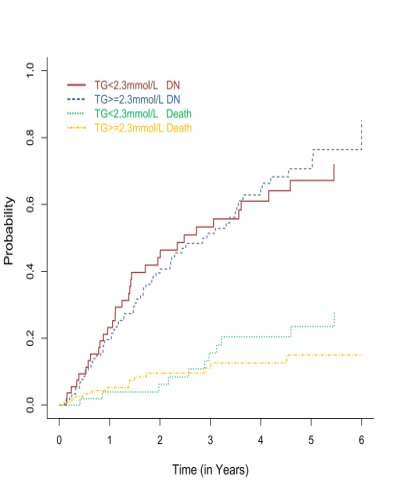 TG<2.3mmol/L DN
TG>=2.3mmol/L DN
TG<2.3mmol/L Death
TG>=2.3mmol/L Death
Probability
1.0
0.8
0.6
0.4
0.2
0.0
0 1 2 3 4 5 6
Time (in Years)